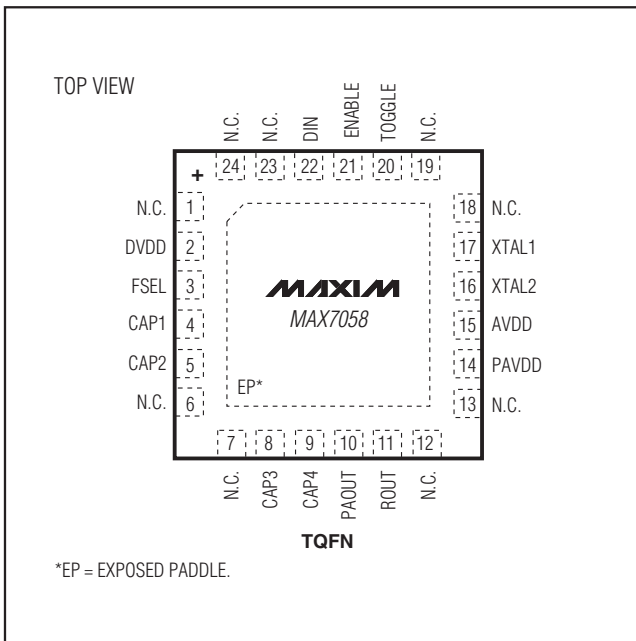 TOP VIEW
N.C.
N.C.
DIN
ENABLE
TOGGLE
N.C.
24
23
22
21
20
19
+
N.C. 1
DVDD 2
FSEL 3
CAP1 4
CAP2 5
N.C. 6
18 N.C.
17 XTAL1
16 XTAL2
15 AVDD
14 PAVDD
13 N.C.
MAXIM
MAX7058
EP*
7
8
9
10
11
12
N.C.
CAP3
CAP4
PAOUT
ROUT
N.C.
TQFN
*EP = EXPOSED PADDLE.